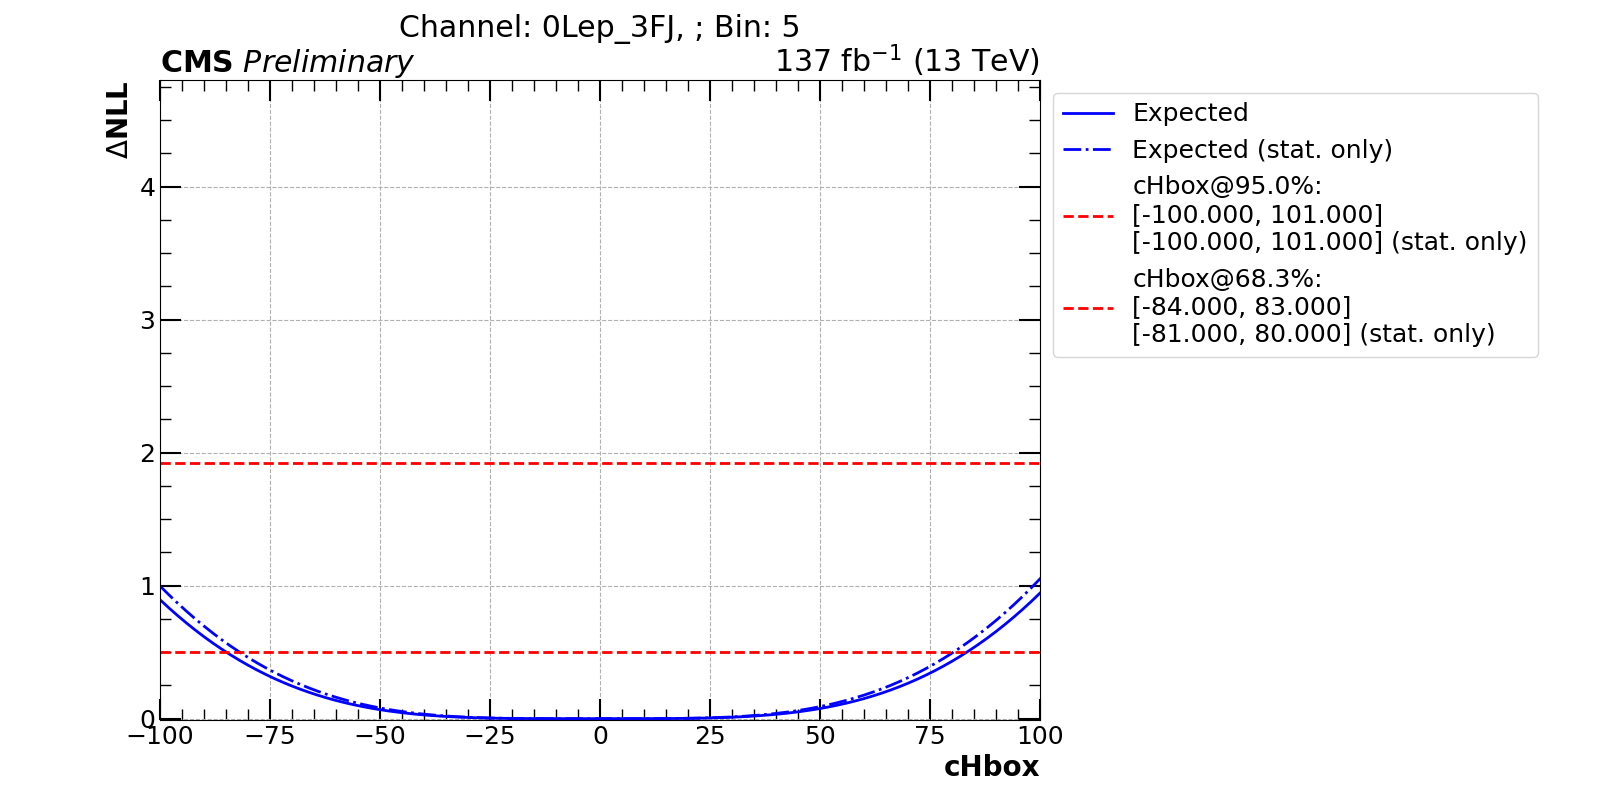 Channel: 0Lep_3FJ, ; Bin: 5
CMS Preliminary
137 fb⁻¹ (13 TeV)
ΔNLL
4
3
2
1
0
−100 −75 −50 −25 0 25 50 75 100
cHbox
Expected
Expected (stat. only)
cHbox@95.0%:
[-100.000, 101.000]
[-100.000, 101.000] (stat. only)
cHbox@68.3%:
[-84.000, 83.000]
[-81.000, 80.000] (stat. only)